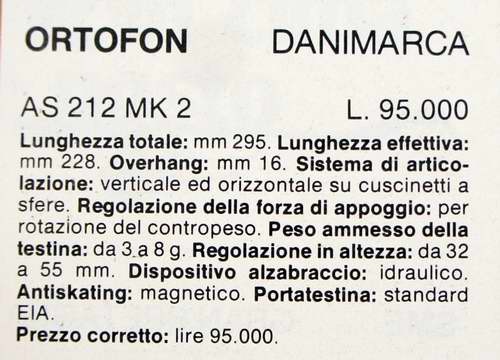 ORTOFON DANIMARCA
AS 212 MK 2 L. 95.000
Lunghezza totale: mm 295. Lunghezza effettiva:
mm 228. Overhang: mm 16. Sistema di artico-
lazione: verticale ed orizzontale su cuscinetti a
sfere. Regolazione della forza di appoggio: per
rotazione del contropeso. Peso ammesso della
testina: da 3 a 8 g. Regolazione in altezza: da 32
a 55 mm. Dispositivo alzabraccio: idraulico.
Antiskating: magnetico. Portatestina: standard
EIA.
Prezzo corretto: lire 95.000.